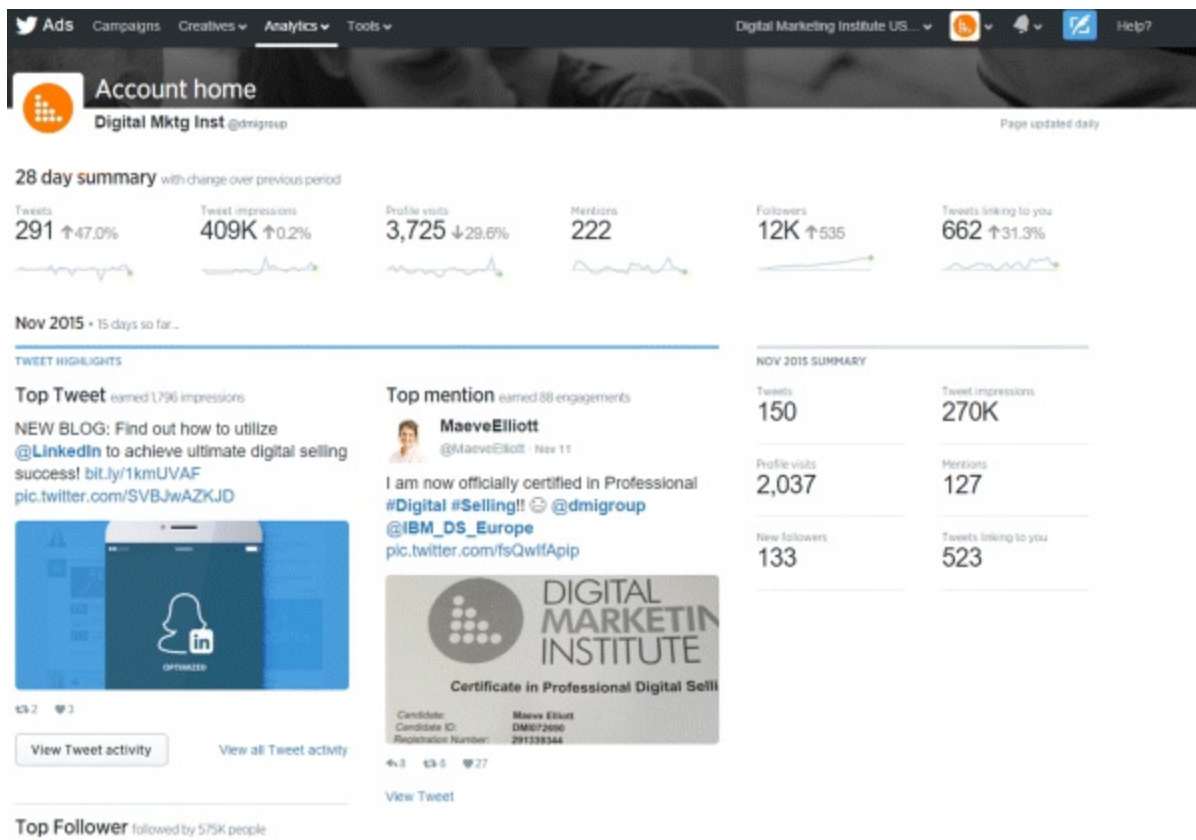 Ads Campaigns Creatives Analytics Tools Digital Marketing Institute US... Help?
Account home
Digital Mktg Inst @dmigroup
Page updated daily
28 day summary with change over previous period
Tweets Tweet impressions Profile visits Mentions Followers Tweets linking to you
291 ↑47.0% 409K ↑0.2% 3,725 ↓29.6% 222 12K ↑535 662 ↑31.3%
Nov 2015 • 15 days so far...
TWEET HIGHLIGHTS
Top Tweet earned 1,796 impressions
NEW BLOG: Find out how to utilize
@LinkedIn to achieve ultimate digital selling
success! bit.ly/1kmUVAF
pic.twitter.com/SVBJwAZKJD
in
OPTIMIZED
2 3
View Tweet activity View all Tweet activity
Top mention earned 88 engagements
MaeveElliott
@MaeveElliott · Nov 11
I am now officially certified in Professional
#Digital #Selling!! @dmigroup
@IBM_DS_Europe
pic.twitter.com/fsQwIfApip
DIGITAL
MARKETIN
INSTITUTE
Certificate in Professional Digital Selli
Candidate: Maeve Elliott
Candidate ID: DMI072690
Registration Number: 291339344
8 6 27
View Tweet
NOV 2015 SUMMARY
Tweets Tweet impressions
150 270K
Profile visits Mentions
2,037 127
New followers Tweets linking to you
133 523
Top Follower followed by 575K people